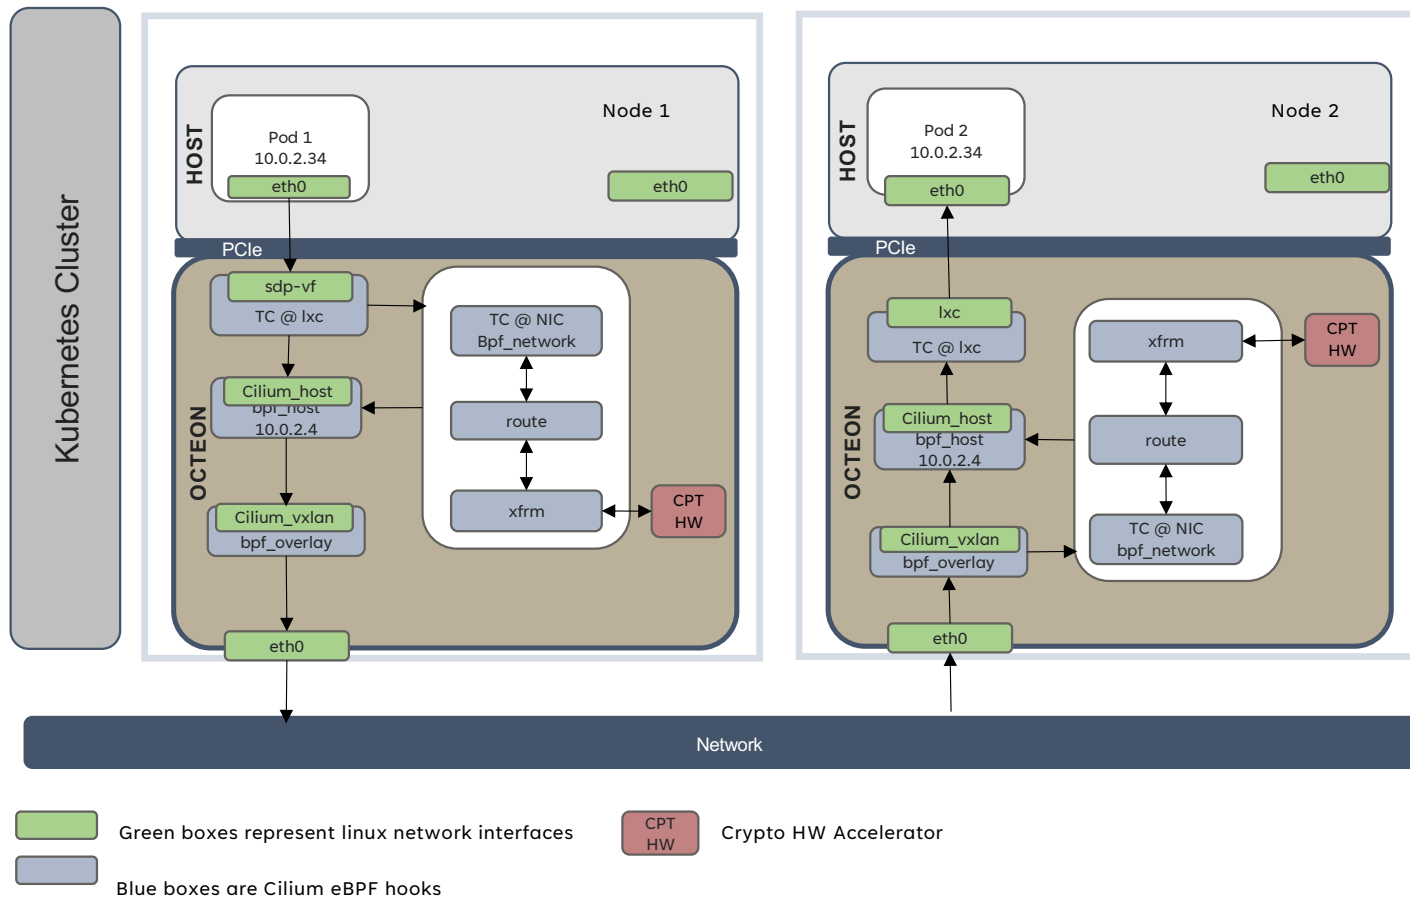 Kubernetes Cluster
Node 1
HOST
Pod 1
10.0.2.34
eth0
eth0
PCIe
OCTEON
sdp-vf
TC @ lxc
Cilium_host
bpf_host
10.0.2.4
Cilium_vxlan
bpf_overlay
eth0
TC @ NIC
Bpf_network
route
xfrm
CPT
HW
Node 2
HOST
Pod 2
10.0.2.34
eth0
eth0
PCIe
OCTEON
lxc
TC @ lxc
Cilium_host
bpf_host
10.0.2.4
Cilium_vxlan
bpf_overlay
eth0
xfrm
route
TC @ NIC
bpf_network
CPT
HW
Network
Green boxes represent linux network interfaces
CPT
HW
Crypto HW Accelerator
Blue boxes are Cilium eBPF hooks